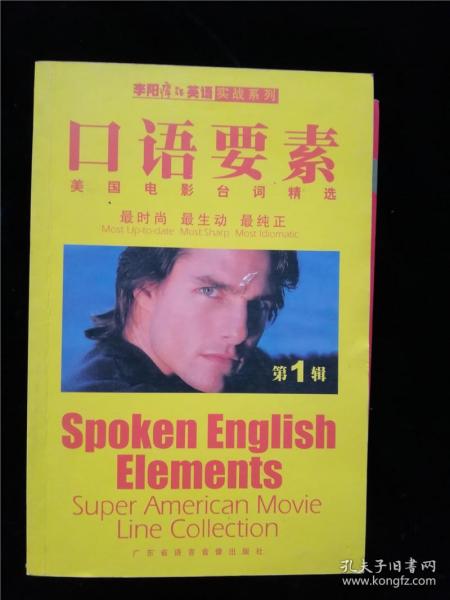 李阳疯狂英语实战系列
口语要素
美国电影台词精选
最时尚 最生动 最纯正
Most Up-to-date Most Sharp Most Idiomatic
第1辑
Spoken English
Elements
Super American Movie
Line Collection
广东省语言音像出版社
孔夫子旧书网
www.kongfz.com